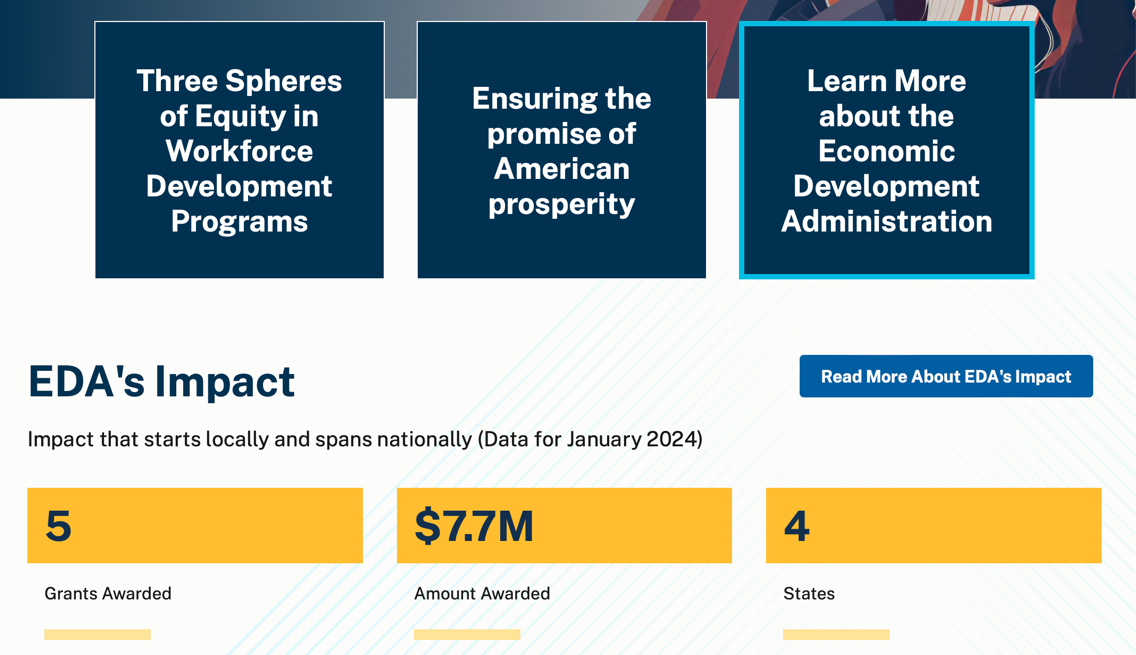 Three Spheres
of Equity in
Workforce
Development
Programs
Ensuring the
promise of
American
prosperity
Learn More
about the
Economic
Development
Administration
EDA's Impact
Read More About EDA's Impact
Impact that starts locally and spans nationally (Data for January 2024)
5
$7.7M
4
Grants Awarded
Amount Awarded
States